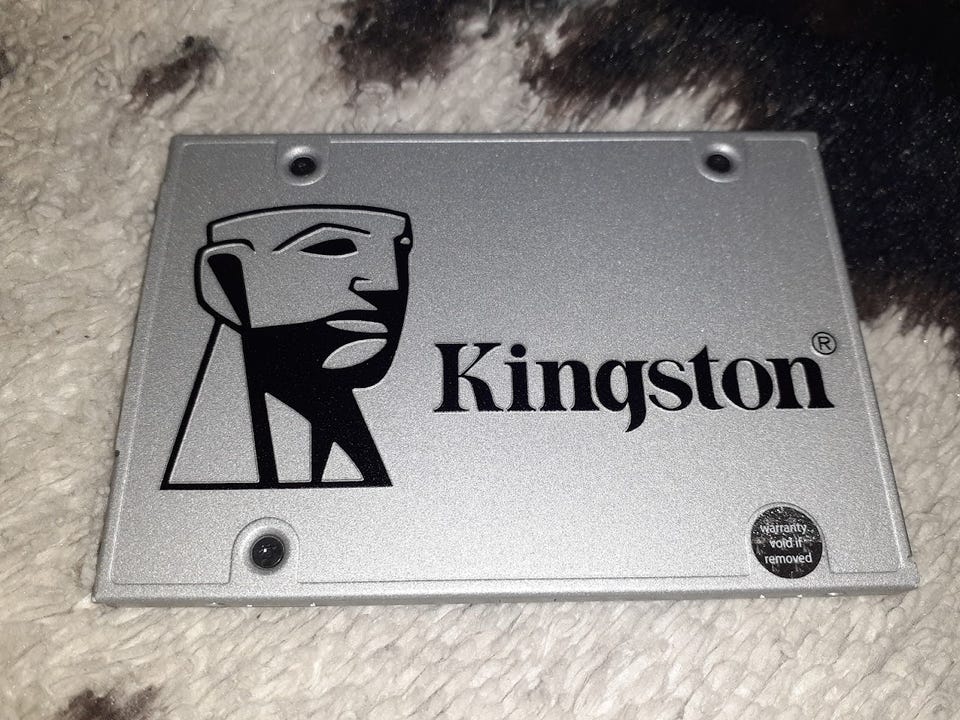 Kingston®
warranty
void if
removed